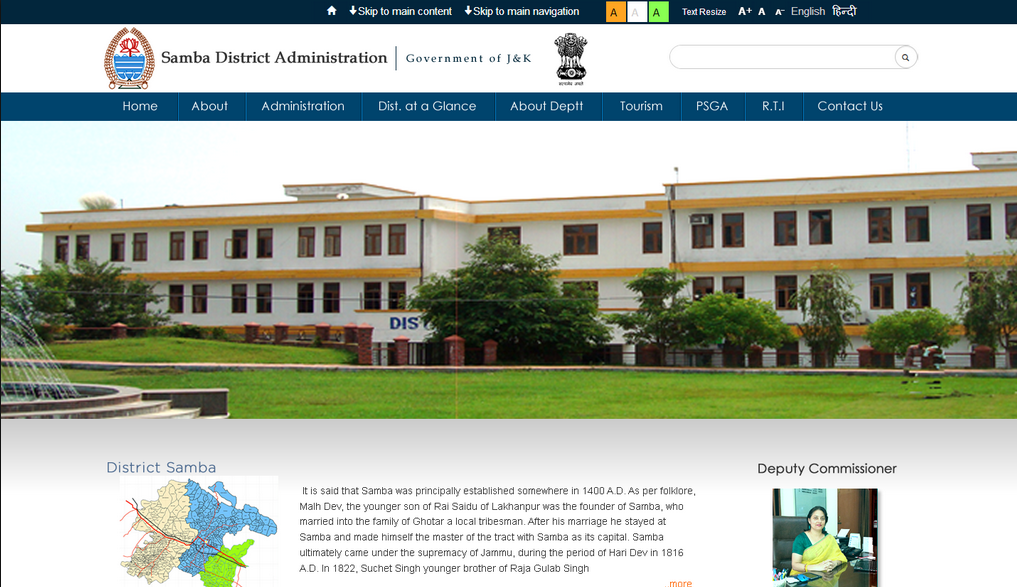 Skip to main content Skip to main navigation A A A Text Resize A+ A A- English हिन्दी
Samba District Administration Government of J&K
Home About Administration Dist. at a Glance About Deptt Tourism PSGA R.T.I Contact Us
DIS
District Samba
Deputy Commissioner
It is said that Samba was principally established somewhere in 1400 A.D. As per folklore,
Malh Dev, the younger son of Rai Saidu of Lakhanpur was the founder of Samba, who
married into the family of Ghotar a local tribesman. After his marriage he stayed at
Samba and made himself the master of the tract with Samba as its capital. Samba
ultimately came under the supremacy of Jammu, during the period of Hari Dev in 1816
A.D. In 1822, Suchet Singh younger brother of Raja Gulab Singh
..more